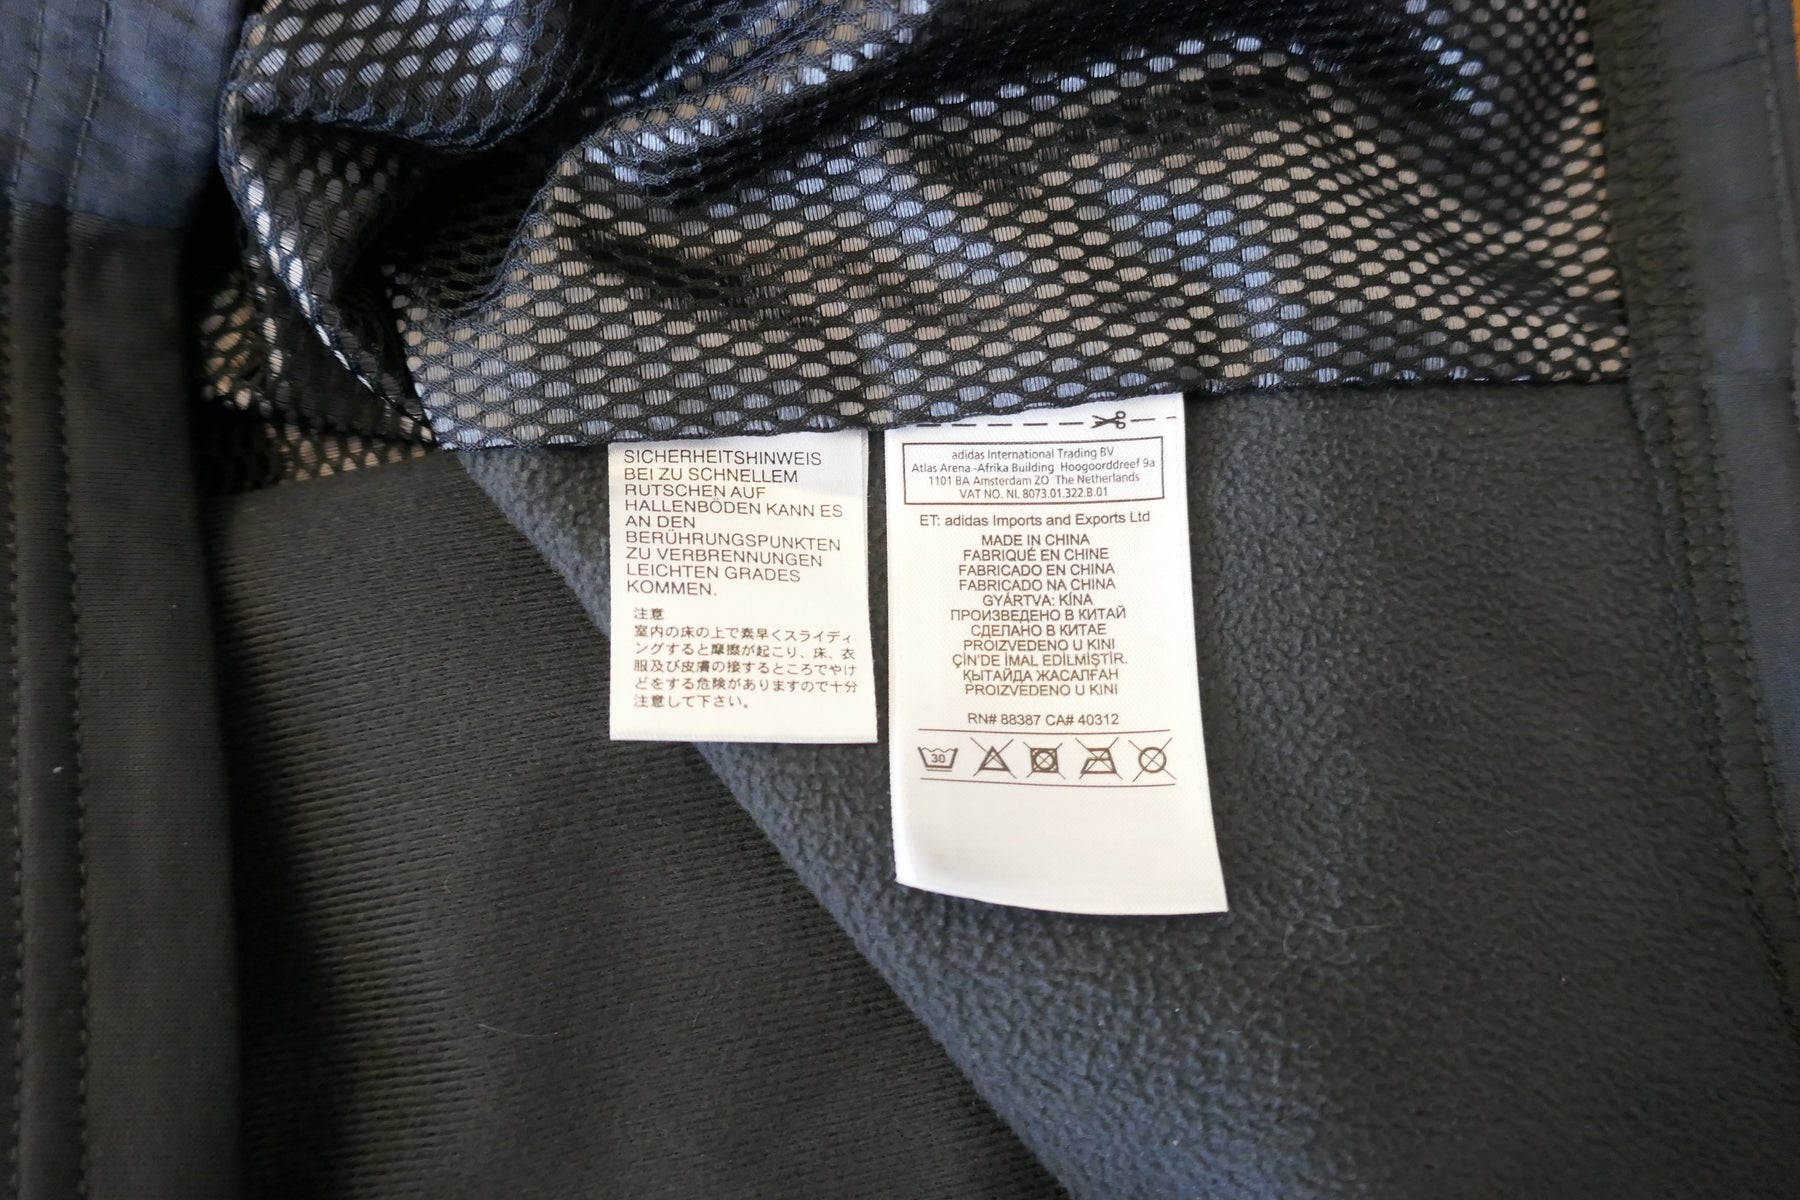 SICHERHEITSHINWEIS
BEI ZU SCHNELLEM
RUTSCHEN AUF
HALLENBÖDEN KANN ES
AN DEN
BERÜHRUNGSPUNKTEN
ZU VERBRENNUNGEN
LEICHTEN GRADES
KOMMEN.
注意
室内の床の上で素早くスライディ
ングすると摩擦が起こり、床、衣
服及び皮膚の接するところでやけ
どをする危険がありますので十分
注意して下さい。
adidas International Trading BV
Atlas Arena -Afrika Building Hoogoorddreef 9a
1101 BA Amsterdam ZO The Netherlands
VAT NO. NL 8073.01.322.B.01
ET: adidas Imports and Exports Ltd
MADE IN CHINA
FABRIQUÉ EN CHINE
FABRICADO EN CHINA
FABRICADO NA CHINA
GYÁRTVA: KÍNA
ПРОИЗВЕДЕНО В КИТАЙ
СДЕЛАНО В КИТАЕ
PROIZVEDENO U KINI
ÇİN'DE İMAL EDİLMİŞTİR.
ҚЫТАЙДА ЖАСАЛҒАН
PROIZVEDENO U KINI
RN# 88387 CA# 40312
30